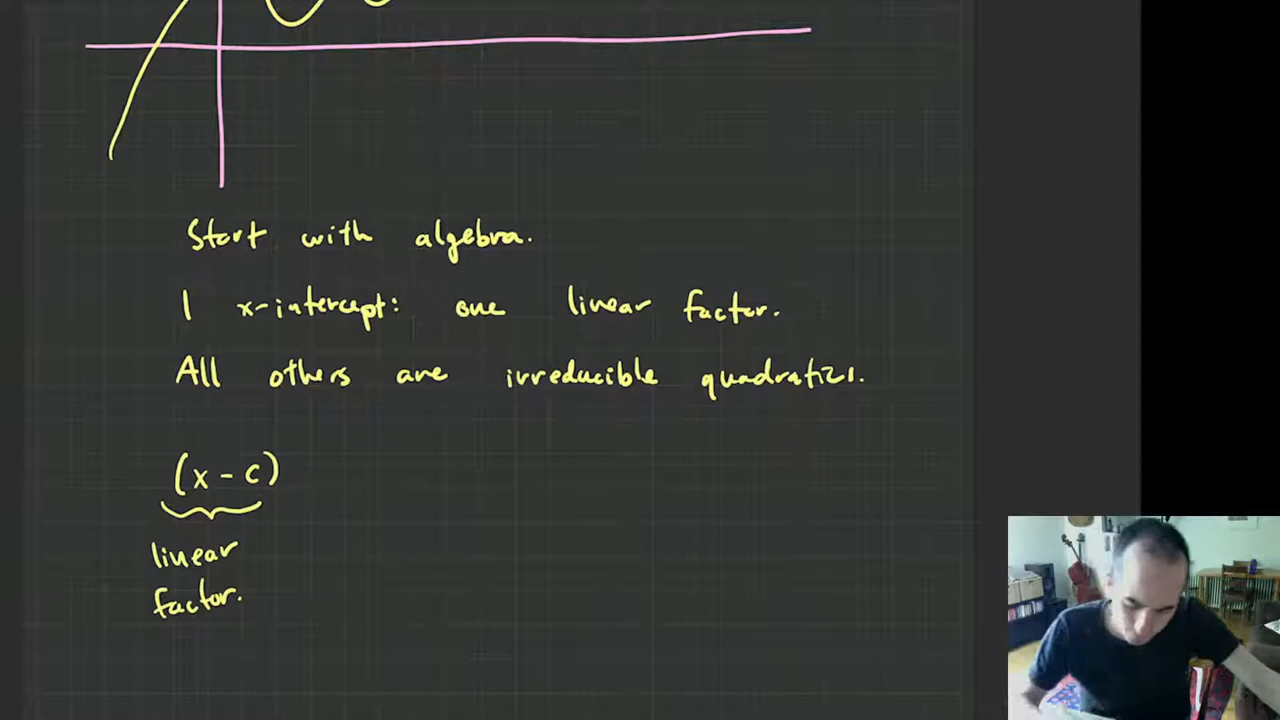 Start with algebra.
1 x-intercept: one linear factor.
All others are irreducible quadratics.
(x - c)
linear
factor.